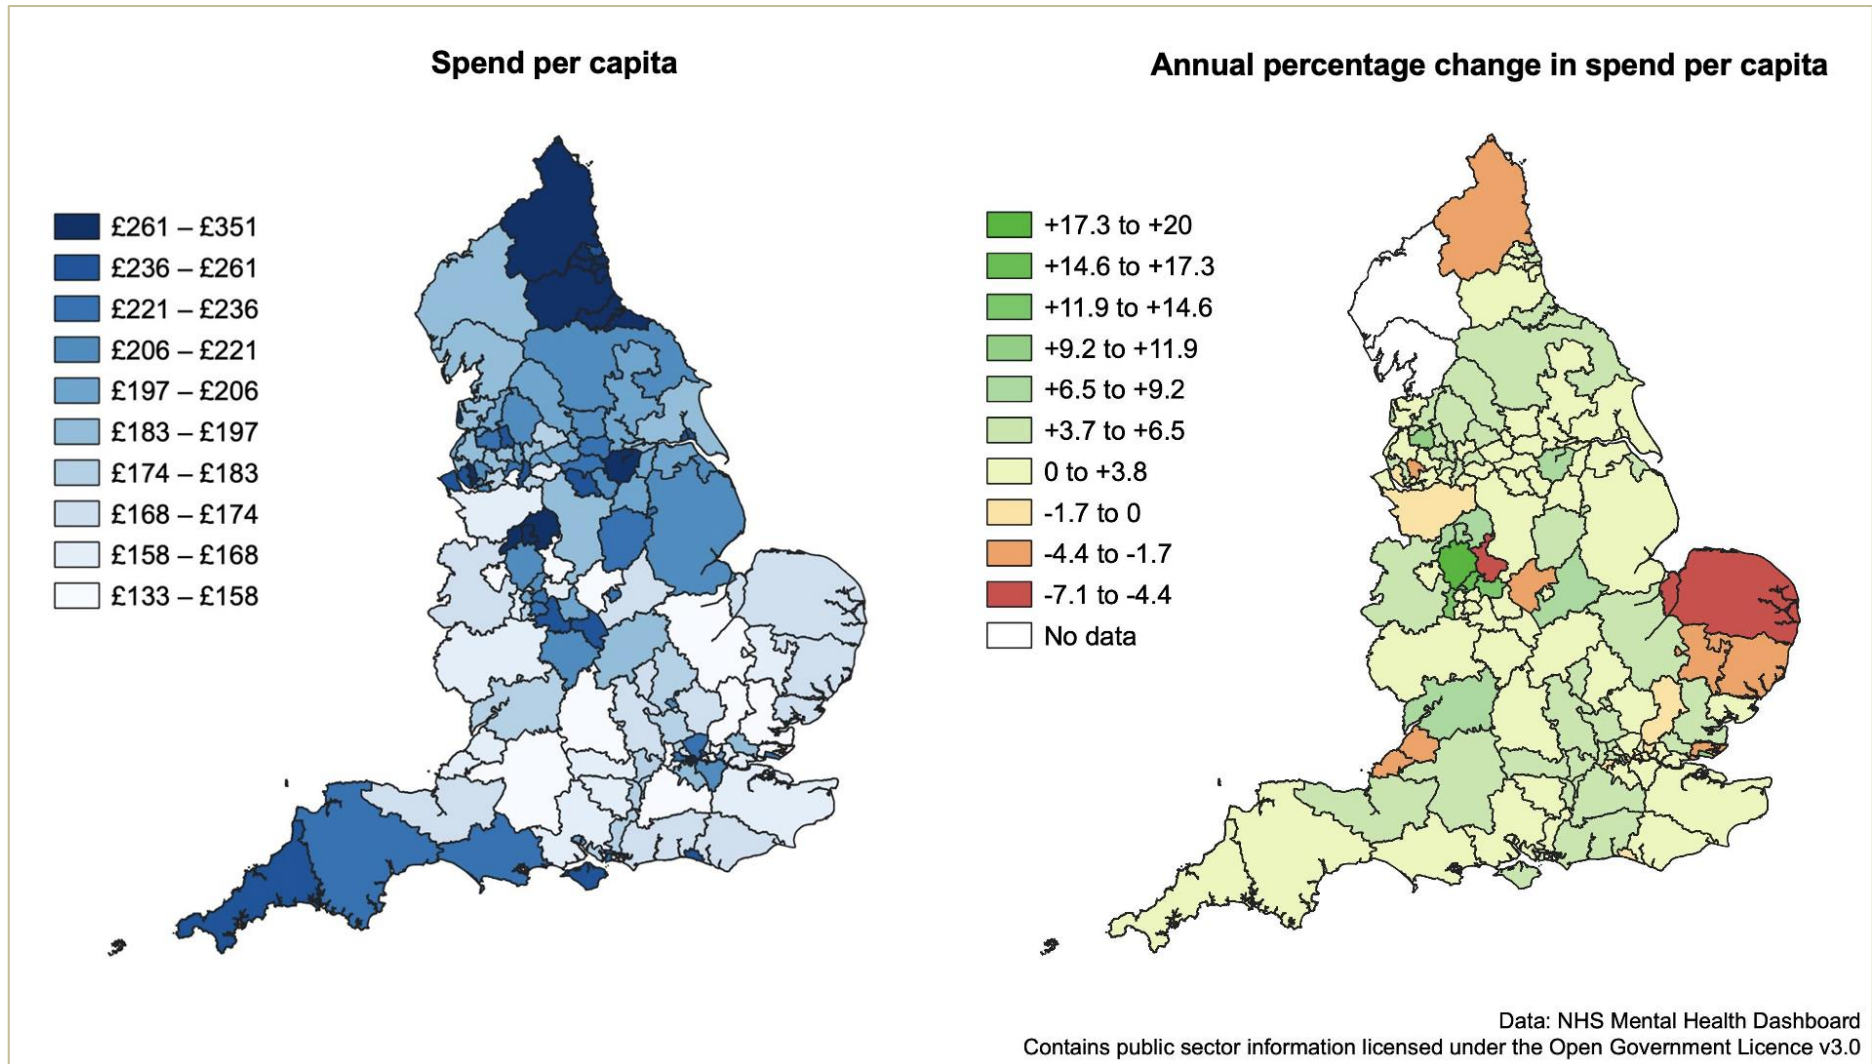 Spend per capita
£261 – £351
£236 – £261
£221 – £236
£206 – £221
£197 – £206
£183 – £197
£174 – £183
£168 – £174
£158 – £168
£133 – £158
Annual percentage change in spend per capita
+17.3 to +20
+14.6 to +17.3
+11.9 to +14.6
+9.2 to +11.9
+6.5 to +9.2
+3.7 to +6.5
0 to +3.8
-1.7 to 0
-4.4 to -1.7
-7.1 to -4.4
No data
Data: NHS Mental Health Dashboard
Contains public sector information licensed under the Open Government Licence v3.0